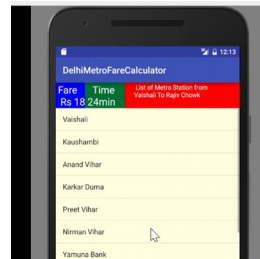 12:13
DelhiMetroFareCalculator
Fare
Rs 18
Time
24min
List of Metro Station from
Vaishali To Rajiv Chowk
Vaishali
Kaushambi
Anand Vihar
Karkar Duma
Preet Vihar
Nirman Vihar
Yamuna Bank